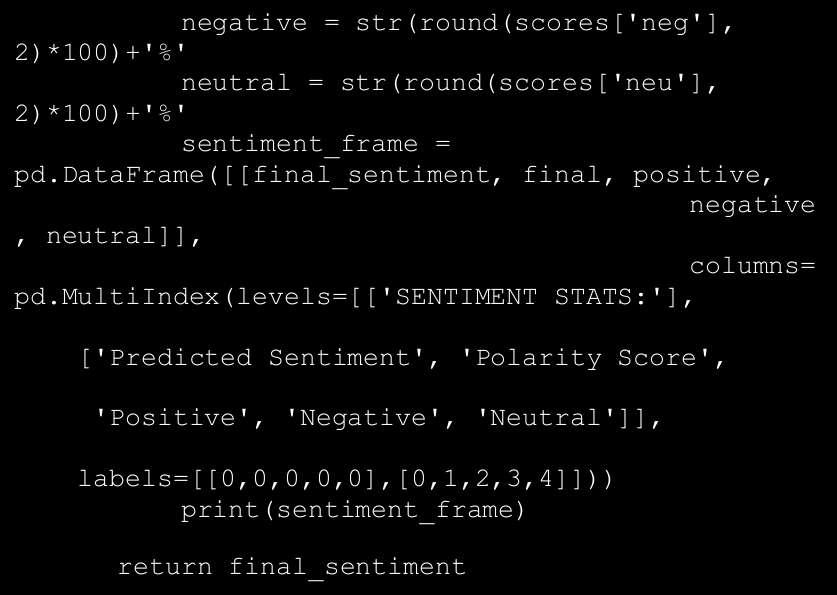 negative = str(round(scores['neg'],
2)*100)+'%'
neutral = str(round(scores['neu'],
2)*100)+'%'
sentiment_frame =
pd.DataFrame([[final_sentiment, final, positive,
negative
, neutral]],
columns=
pd.MultiIndex(levels=[['SENTIMENT STATS:'],
['Predicted Sentiment', 'Polarity Score',
'Positive', 'Negative', 'Neutral']],
labels=[[0,0,0,0,0],[0,1,2,3,4]]))
print(sentiment_frame)
return final_sentiment